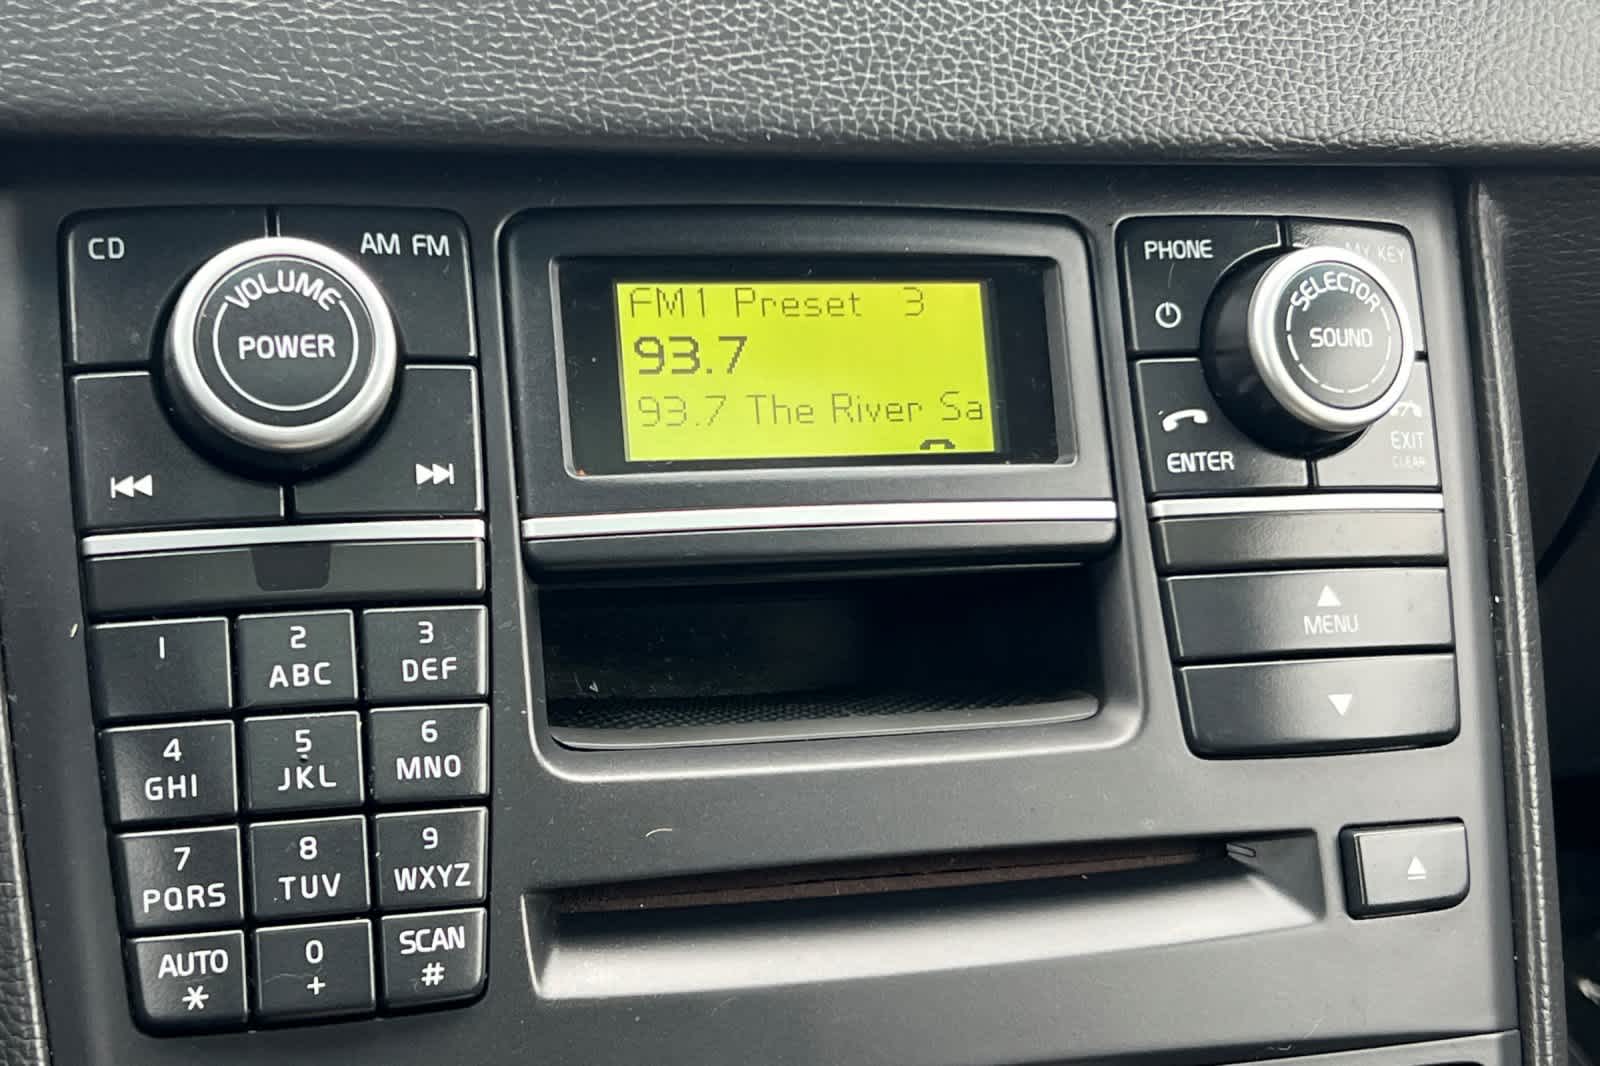 CD
AM FM
VOLUME
POWER
FM1 Preset 3
93.7
93.7 The River Sa
PHONE
MY KEY
SELECTOR
SOUND
ENTER
EXIT
CLEAR
MENU
1
2
ABC
3
DEF
4
GHI
5
JKL
6
MNO
7
PQRS
8
TUV
9
WXYZ
AUTO
*
0
+
SCAN
#